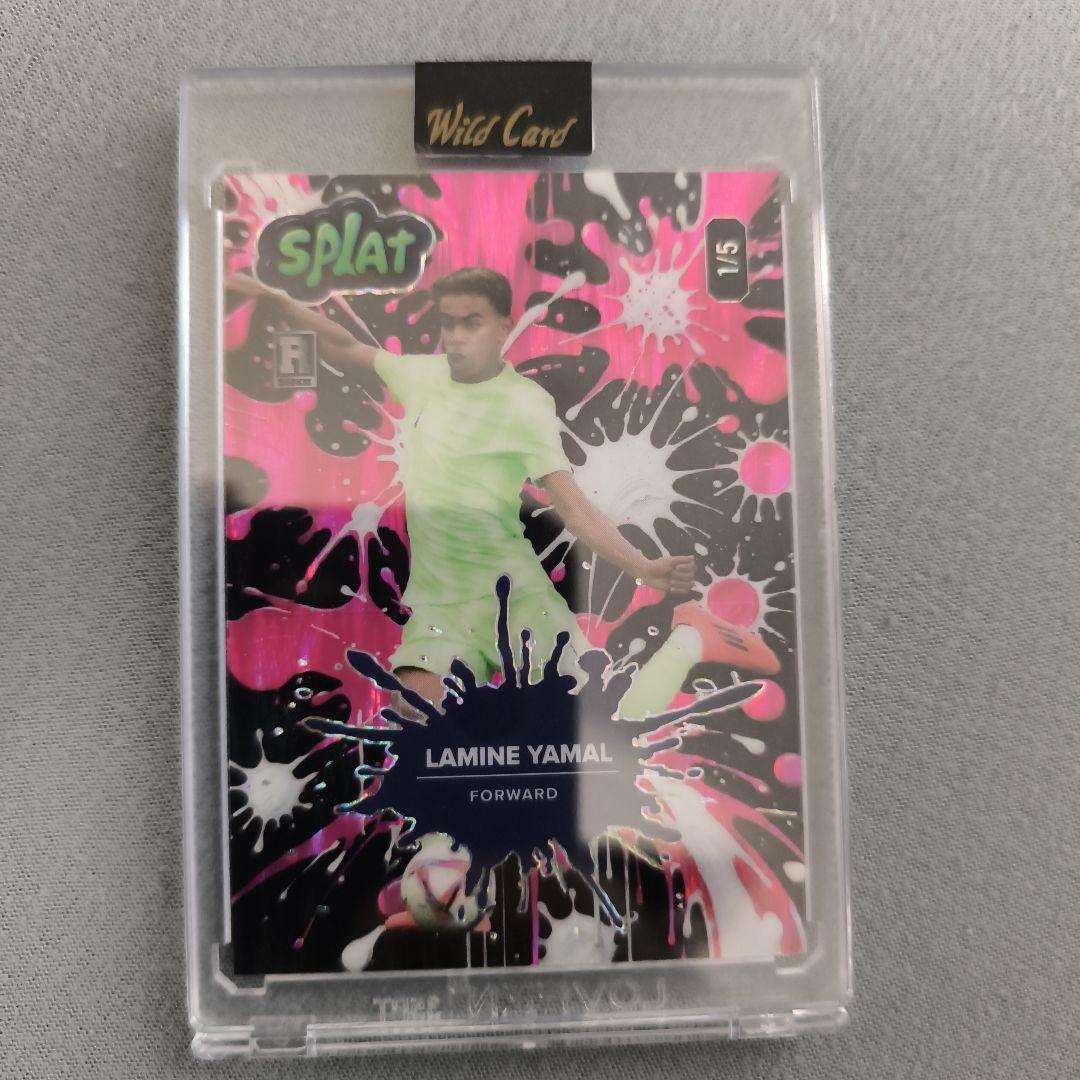 Wild Card
SPLAT
1/5
R
LAMINE YAMAL
FORWARD